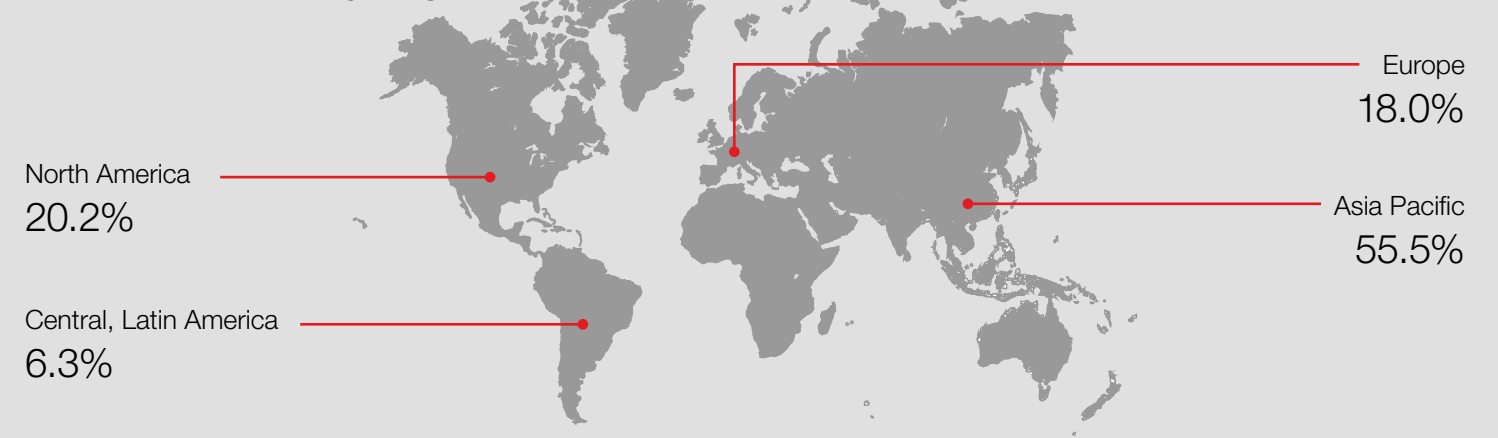 Europe
18.0%
North America
20.2%
Asia Pacific
55.5%
Central, Latin America
6.3%